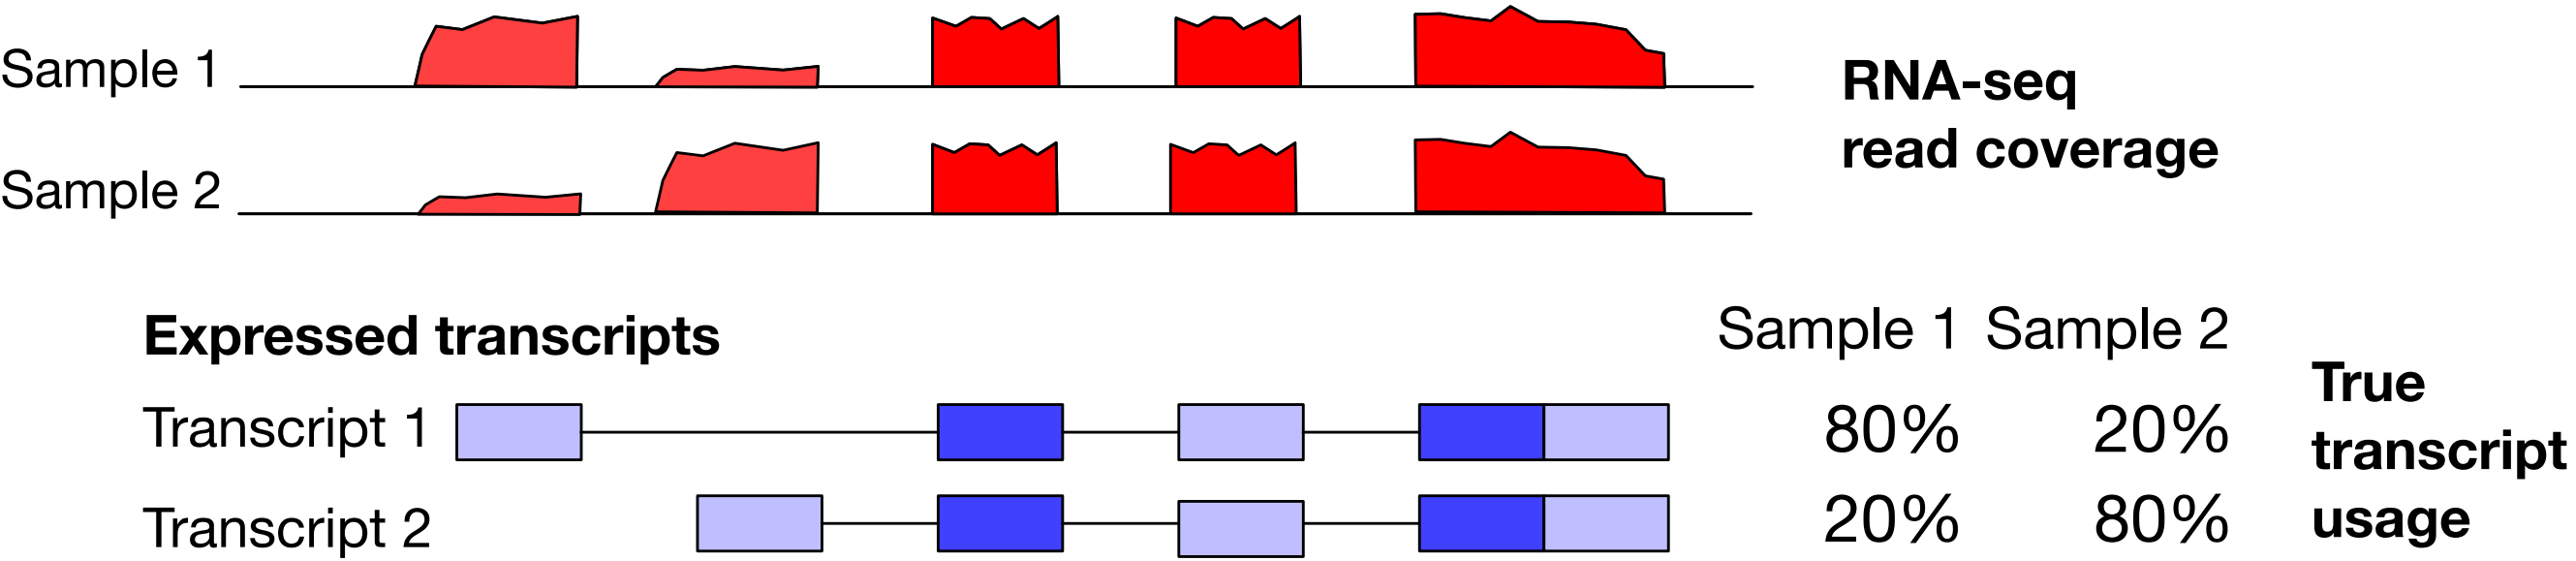 Sample 1
RNA-seq
read coverage
Sample 2
Expressed transcripts
Sample 1 Sample 2
True
transcript
usage
Transcript 1 80% 20%
Transcript 2 20% 80%